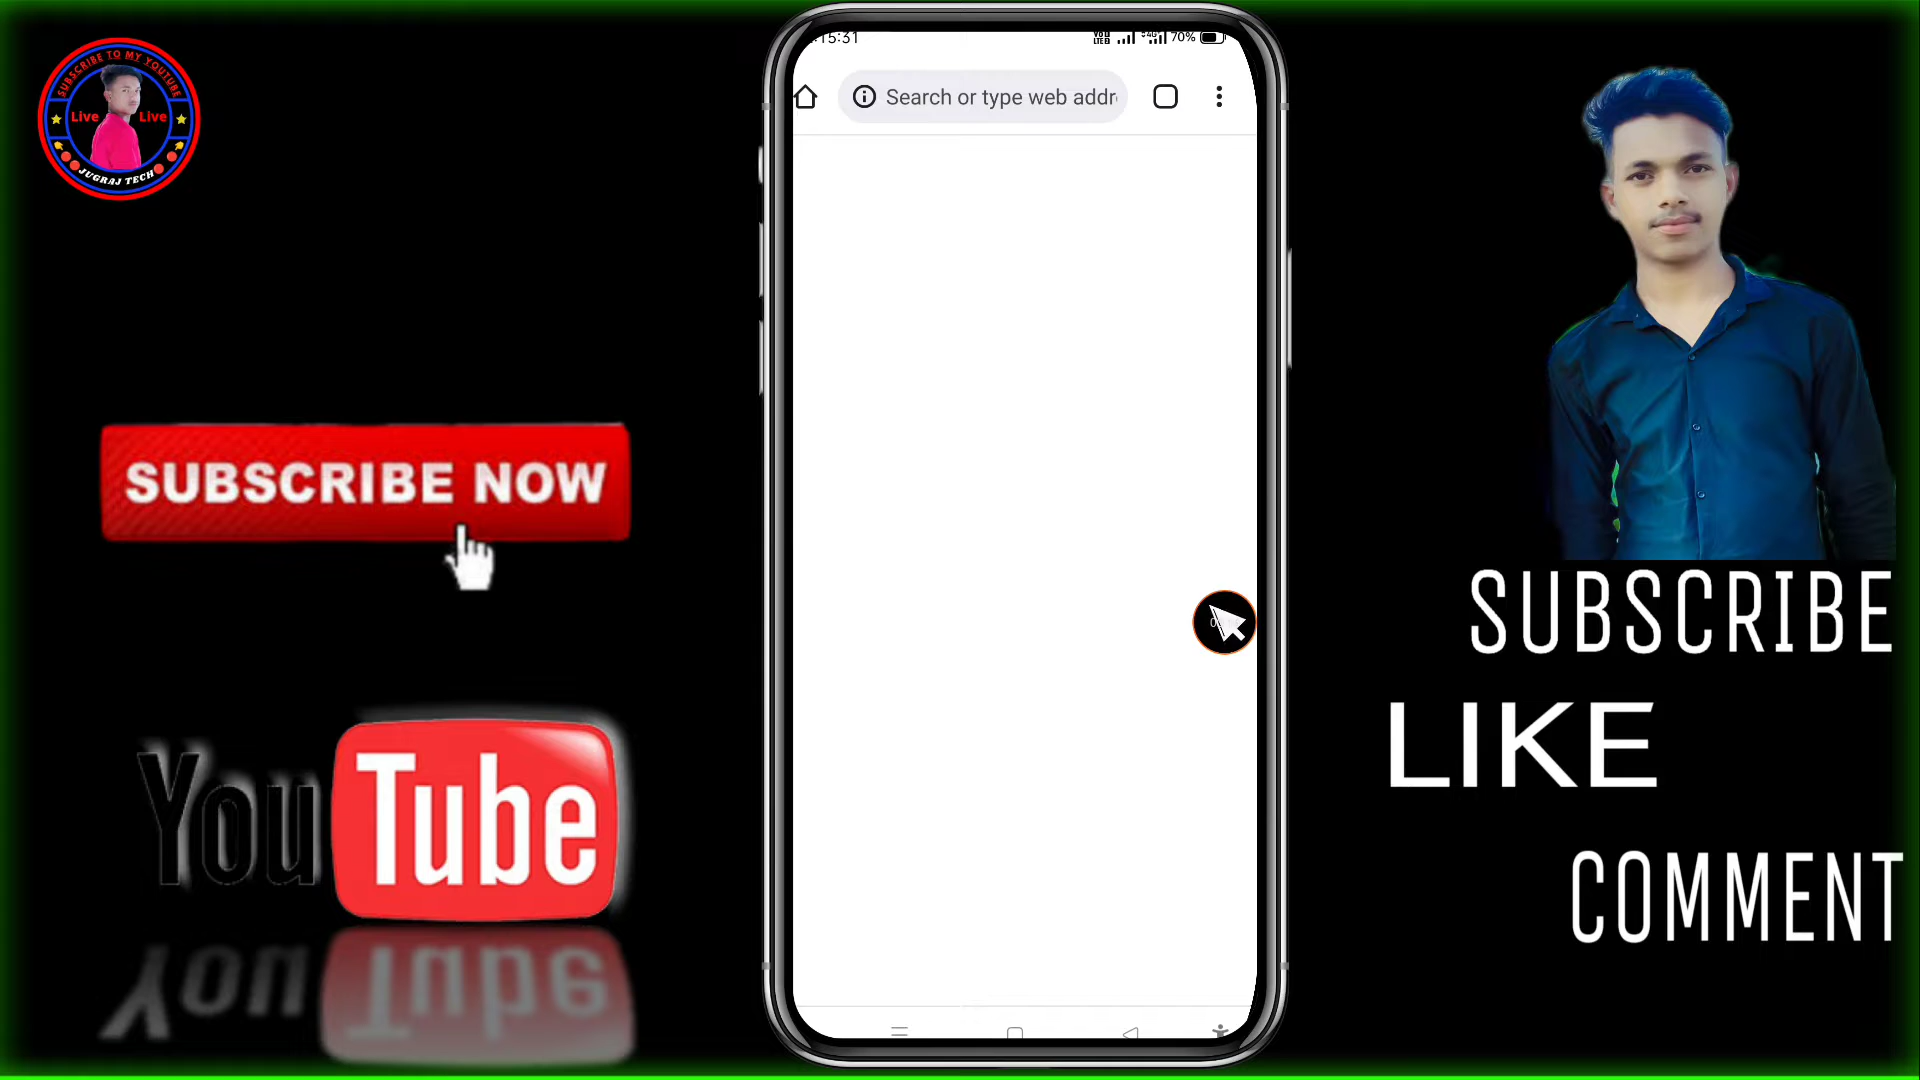 SUBSCRIBE TO MY YOUTUBE
Live Live
JUGRAJ TECH
SUBSCRIBE NOW
YouTube
15:31
70%
Search or type web addr
SUBSCRIBE
LIKE
COMMENT